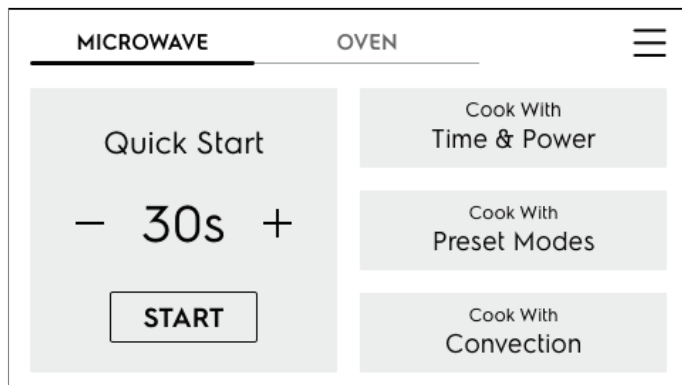 MICROWAVE OVEN
Quick Start
− 30s +
START
Cook With
Time & Power
Cook With
Preset Modes
Cook With
Convection